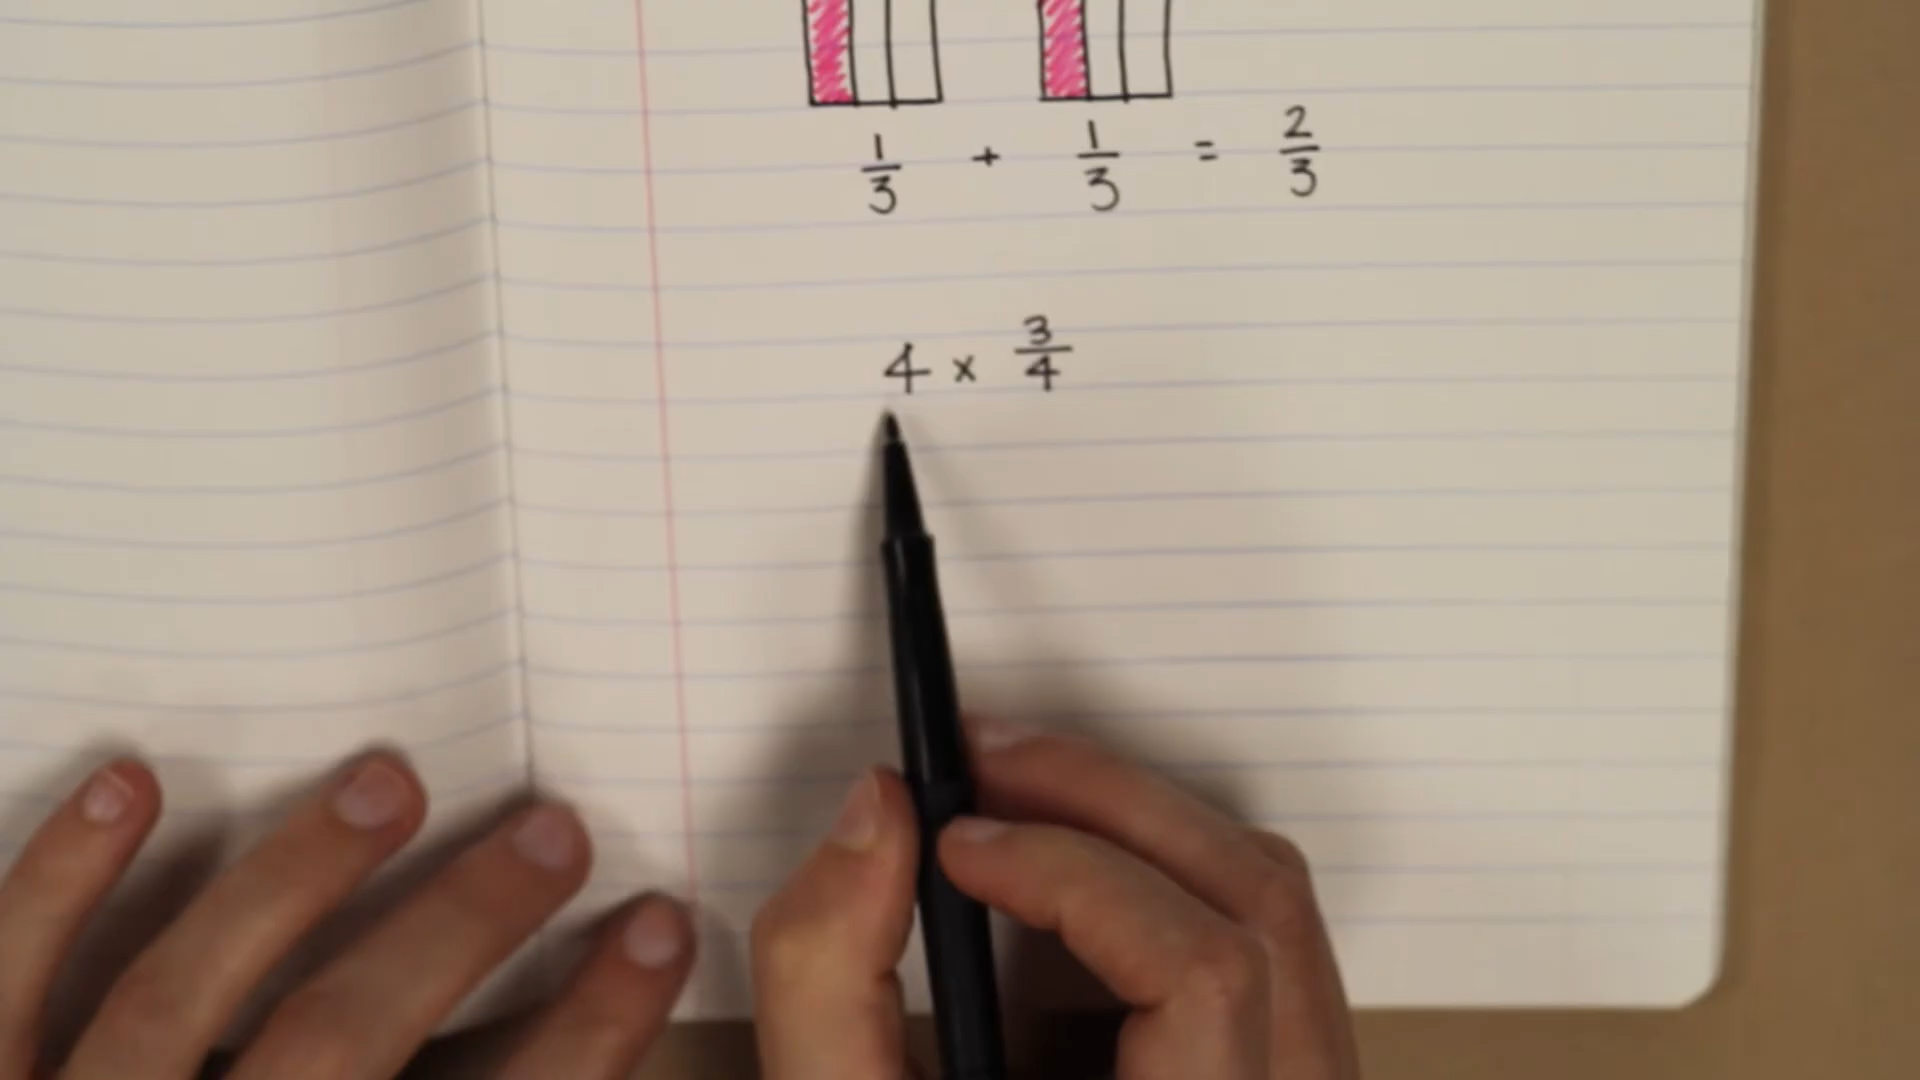 1/3 + 1/3 = 2/3
4 x 3/4